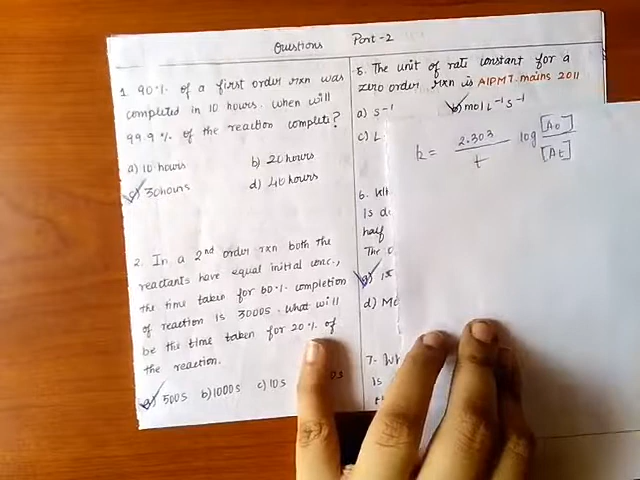 Questions Part-2
1. 90% of a first order rxn was
completed in 10 hours. When will
99.9% of the reaction complete?
a) 10 hours b) 20 hours
c) 30 hours d) 40 hours
2. In a 2nd order rxn both the
reactants have equal initial conc.,
the time taken for 60% completion
of reaction is 3000s. What will
be the time taken for 20% of
the reaction.
a) 500s b) 1000s c) 10s
5. The unit of rate constant for a
zero order rxn is AIPMT mains 2011
a) s⁻¹ b) mol L⁻¹ s⁻¹
c) L
6.
Is
half
The
a)
d)
7.
is
k = 2.303/t log [A₀]/[Aₜ]